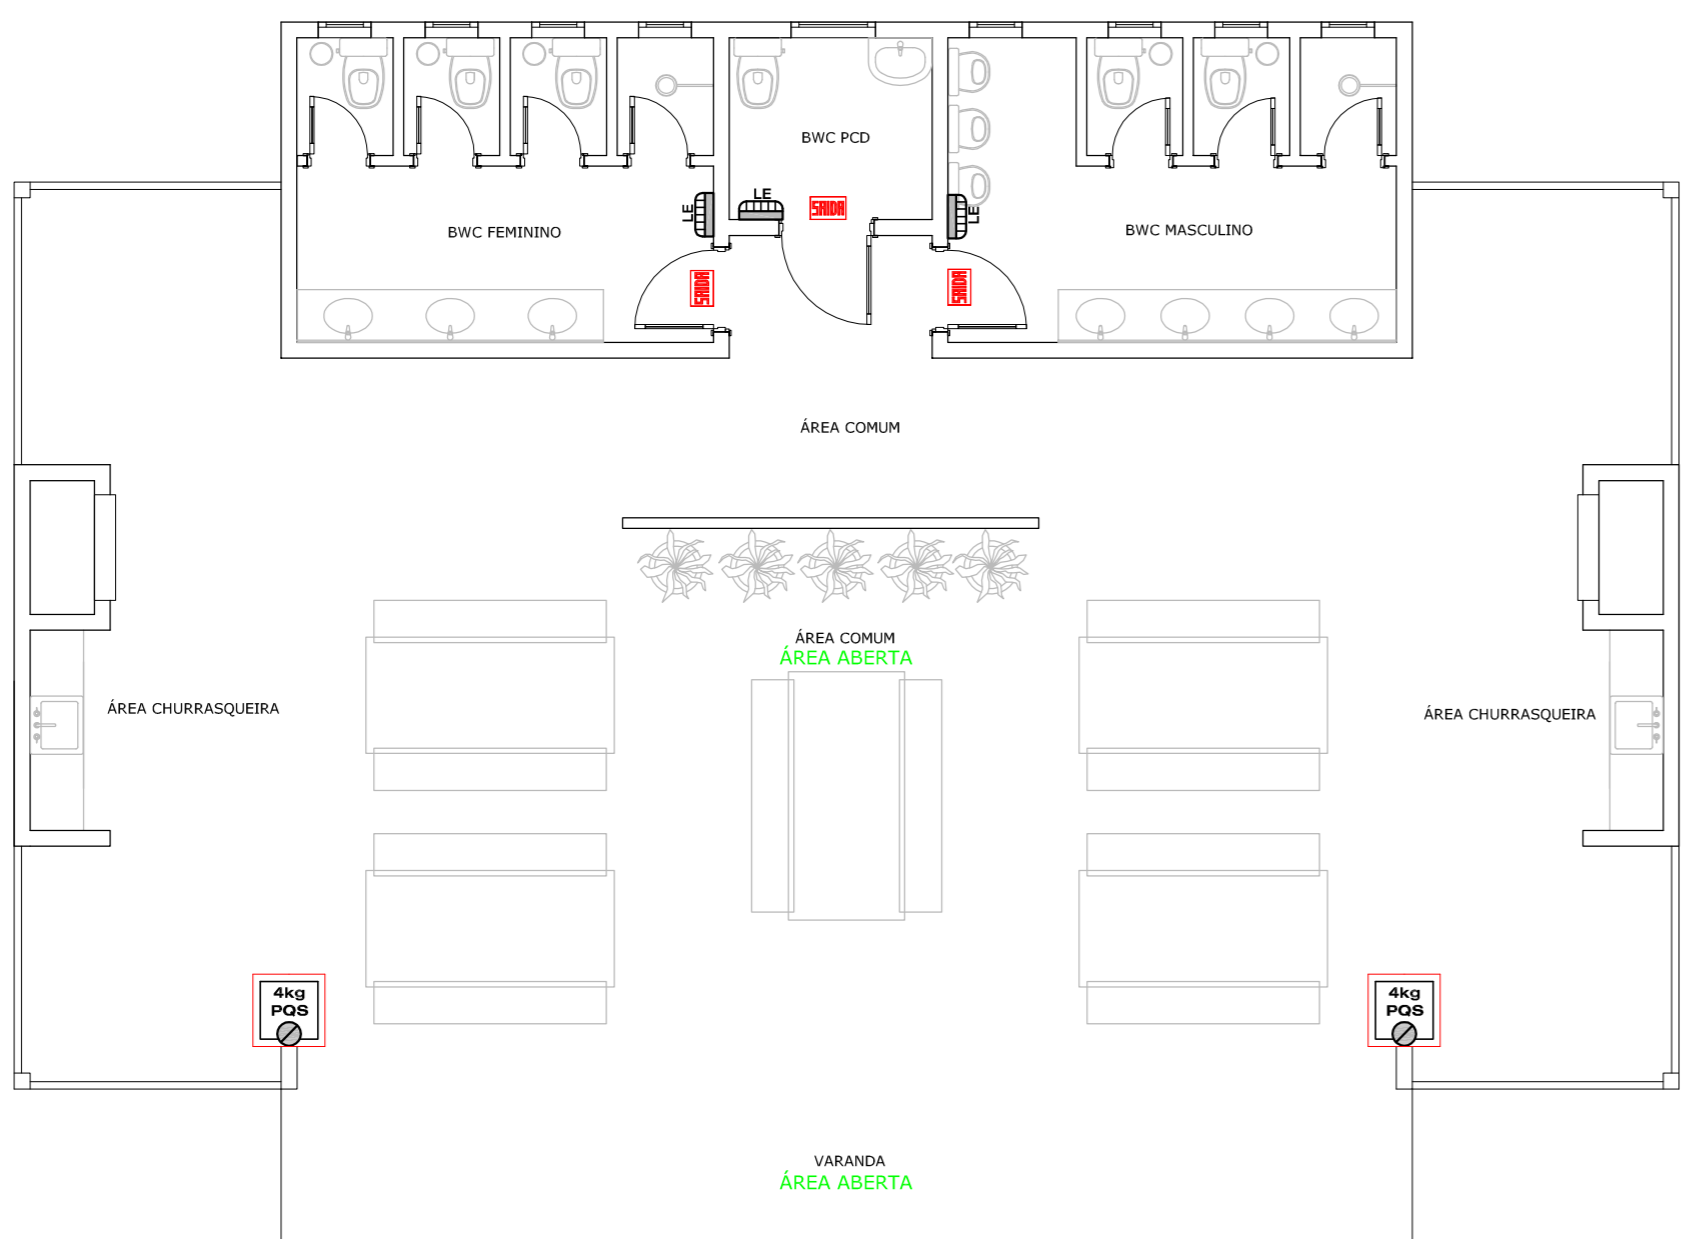 BWC PCD
LE
SAIDA
LE
LE
BWC FEMININO
BWC MASCULINO
SAIDA
SAIDA
ÁREA COMUM
ÁREA COMUM
ÁREA ABERTA
ÁREA CHURRASQUEIRA
ÁREA CHURRASQUEIRA
4kg
PQS
4kg
PQS
VARANDA
ÁREA ABERTA